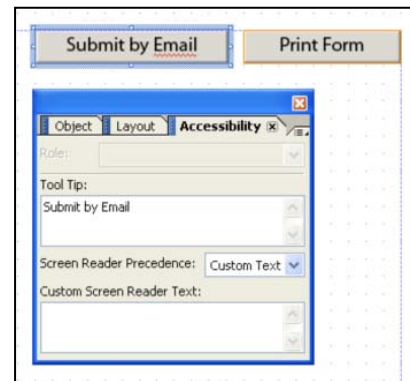 Submit by Email Print Form
Object Layout Accessibility
Role:
Tool Tip:
Submit by Email
Screen Reader Precedence: Custom Text
Custom Screen Reader Text: